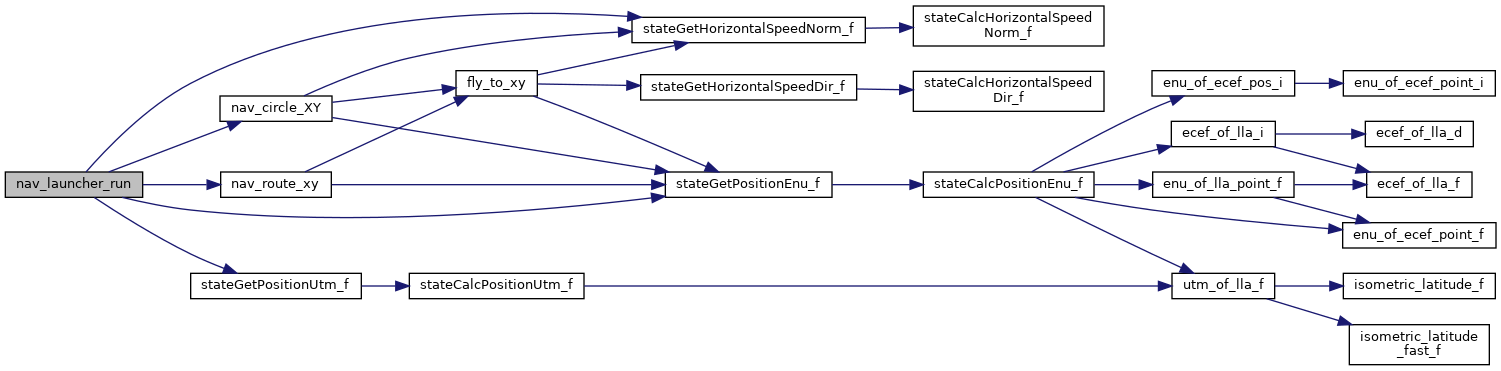 nav_launcher_run
nav_circle_XY
nav_route_xy
stateGetPositionUtm_f
fly_to_xy
stateCalcPositionUtm_f
stateGetHorizontalSpeedNorm_f
stateGetHorizontalSpeedDir_f
stateGetPositionEnu_f
stateCalcHorizontalSpeed
Norm_f
stateCalcHorizontalSpeed
Dir_f
stateCalcPositionEnu_f
enu_of_ecef_pos_i
ecef_of_lla_i
enu_of_lla_point_f
utm_of_lla_f
enu_of_ecef_point_i
ecef_of_lla_d
ecef_of_lla_f
enu_of_ecef_point_f
isometric_latitude_f
isometric_latitude
_fast_f